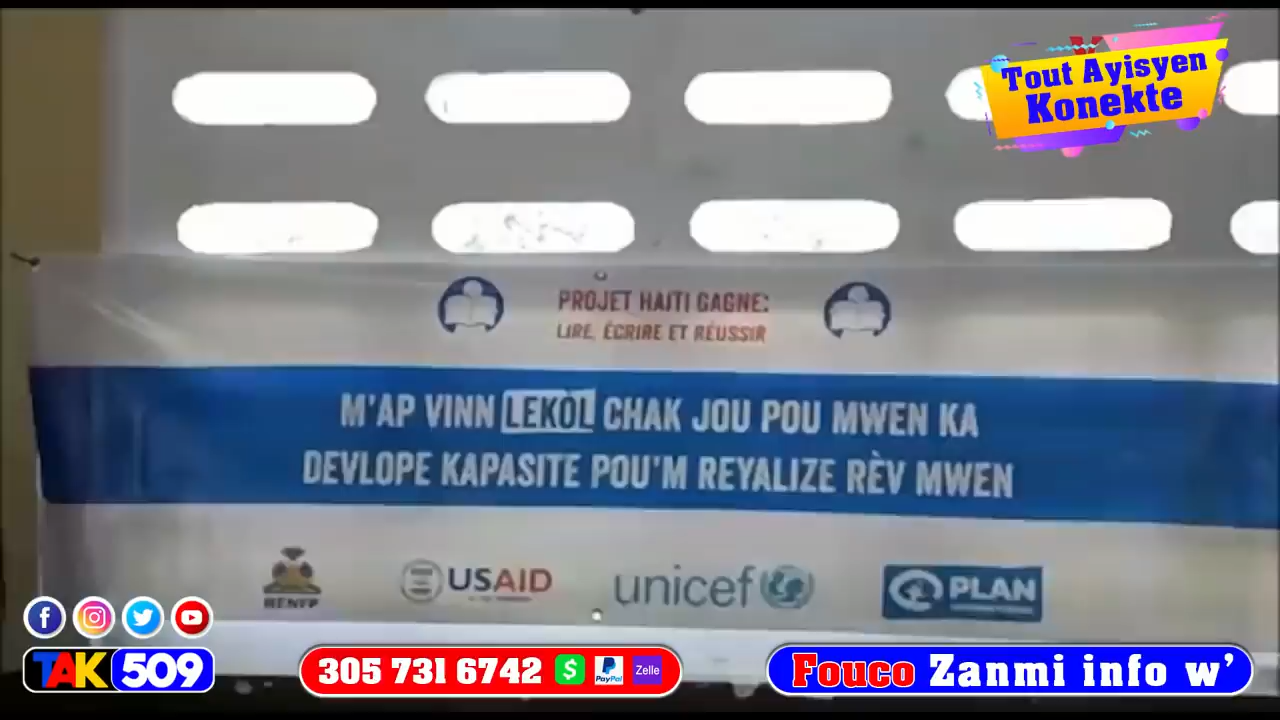 Tout Ayisyen
Konekte
PROJET HAITI GAGNE:
LIRE, ÉCRIRE ET RÉUSSIR
M'AP VINN LEKÒL CHAK JOU POU MWEN KA
DEVLOPE KAPASITE POU'M REYALIZE RÈV MWEN
MENFP
USAID
unicef
PLAN
TAK 509
305 731 6742 $ PayPal Zelle
Fouco Zanmi info w'